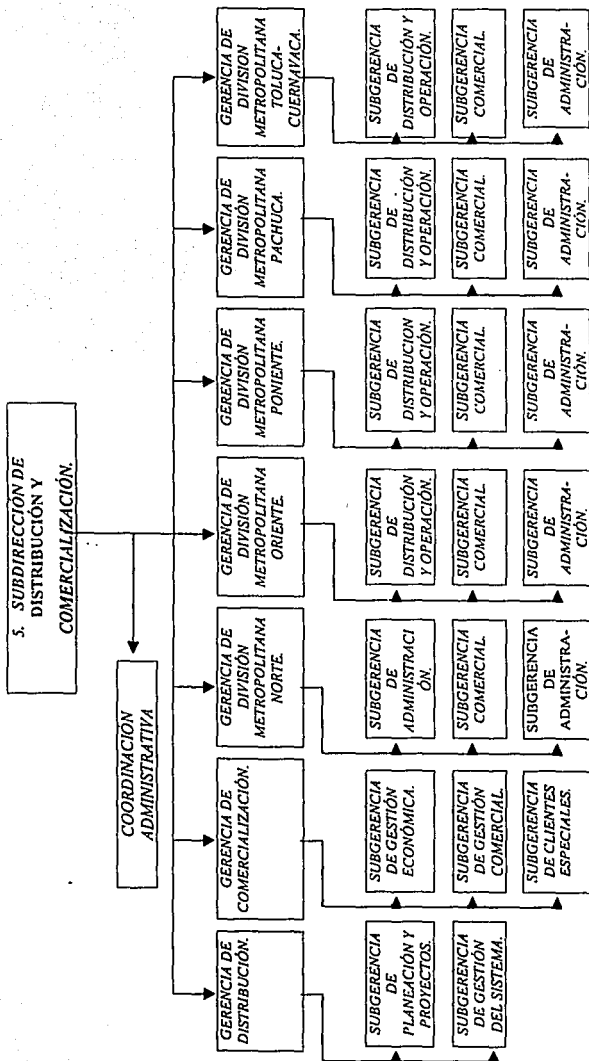 5. SUBDIRECCION DE
DISTRIBUCIÓN Y
COMERCIALIZACIÓN.
COORDINACION
ADMINISTRATIVA
GERENCIA DE
DISTRIBUCIÓN.
GERENCIA DE
COMERCIALIZACIÓN.
GERENCIA DE
DIVISIÓN
METROPOLITANA
NORTE.
GERENCIA DE
DIVISIÓN
METROPOLITANA
ORIENTE.
GERENCIA DE
DIVISIÓN
METROPOLITANA
PONIENTE.
GERENCIA DE
DIVISIÓN
METROPOLITANA
PACHUCA.
GERENCIA DE
DIVISION
METROPOLITANA
TOLUCA-
CUERNAVACA.
SUBGERENCIA
DE
PLANEACIÓN Y
PROYECTOS.
SUBGERENCIA
DE GESTIÓN
DEL SISTEMA.
SUBGERENCIA
DE GESTIÓN
ECONÓMICA.
SUBGERENCIA
DE GESTIÓN
COMERCIAL.
SUBGERENCIA
DE CLIENTES
ESPECIALES.
SUBGERENCIA
DE
ADMINISTRACI
ÓN.
SUBGERENCIA
COMERCIAL.
SUBGERENCIA
DE
ADMINISTRA-
CIÓN.
SUBGERENCIA
DE
DISTRIBUCIÓN
Y OPERACIÓN.
SUBGERENCIA
COMERCIAL.
SUBGERENCIA
DE
ADMINISTRA-
CIÓN.
SUBGERENCIA
DE
DISTRIBUCION
Y OPERACIÓN.
SUBGERENCIA
COMERCIAL.
SUBGERENCIA
DE
ADMINISTRA-
CIÓN.
SUBGERENCIA
DE
DISTRIBUCIÓN
Y OPERACIÓN.
SUBGERENCIA
COMERCIAL.
SUBGERENCIA
DE
ADMINISTRA-
CIÓN.
SUBGERENCIA
DE
DISTRIBUCIÓN Y
OPERACIÓN.
SUBGERENCIA
COMERCIAL.
SUBGERENCIA
DE
ADMINISTRA-
CIÓN.